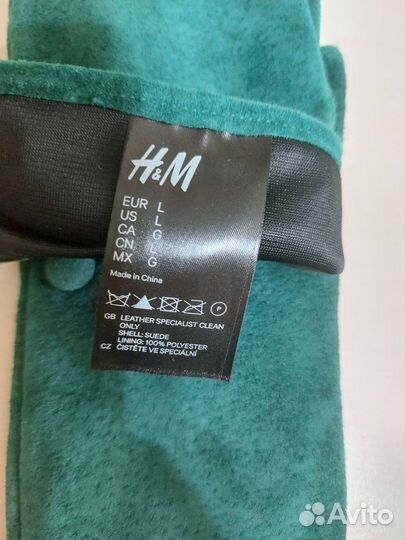 H&M
EUR L
US L
CA G
CN L
MX G
Made in China
P
GB LEATHER SPECIALIST CLEAN
ONLY
SHELL: SUEDE
LINING: 100% POLYESTER
CZ ČISTĚTE VE SPECIÁLNÍ
Avito